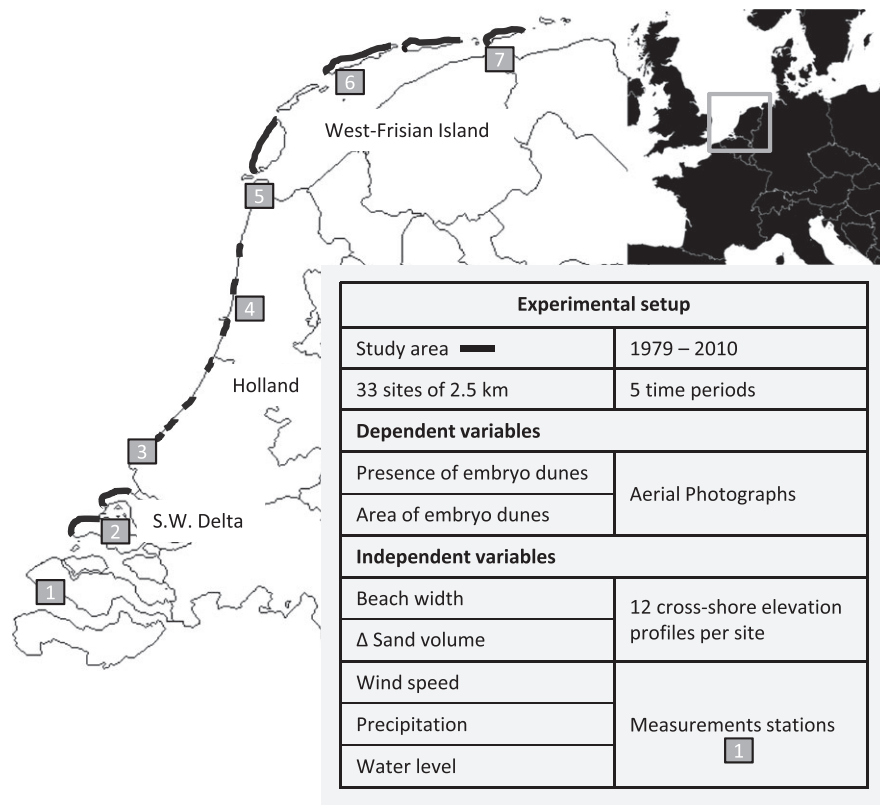 7
6
West-Frisian Island
5
4
Holland
3
S.W. Delta
2
1
Experimental setup
Study area
1979 – 2010
33 sites of 2.5 km
5 time periods
Dependent variables
Presence of embryo dunes
Area of embryo dunes
Aerial Photographs
Independent variables
Beach width
Δ Sand volume
12 cross-shore elevation
profiles per site
Wind speed
Precipitation
Water level
Measurements stations
1